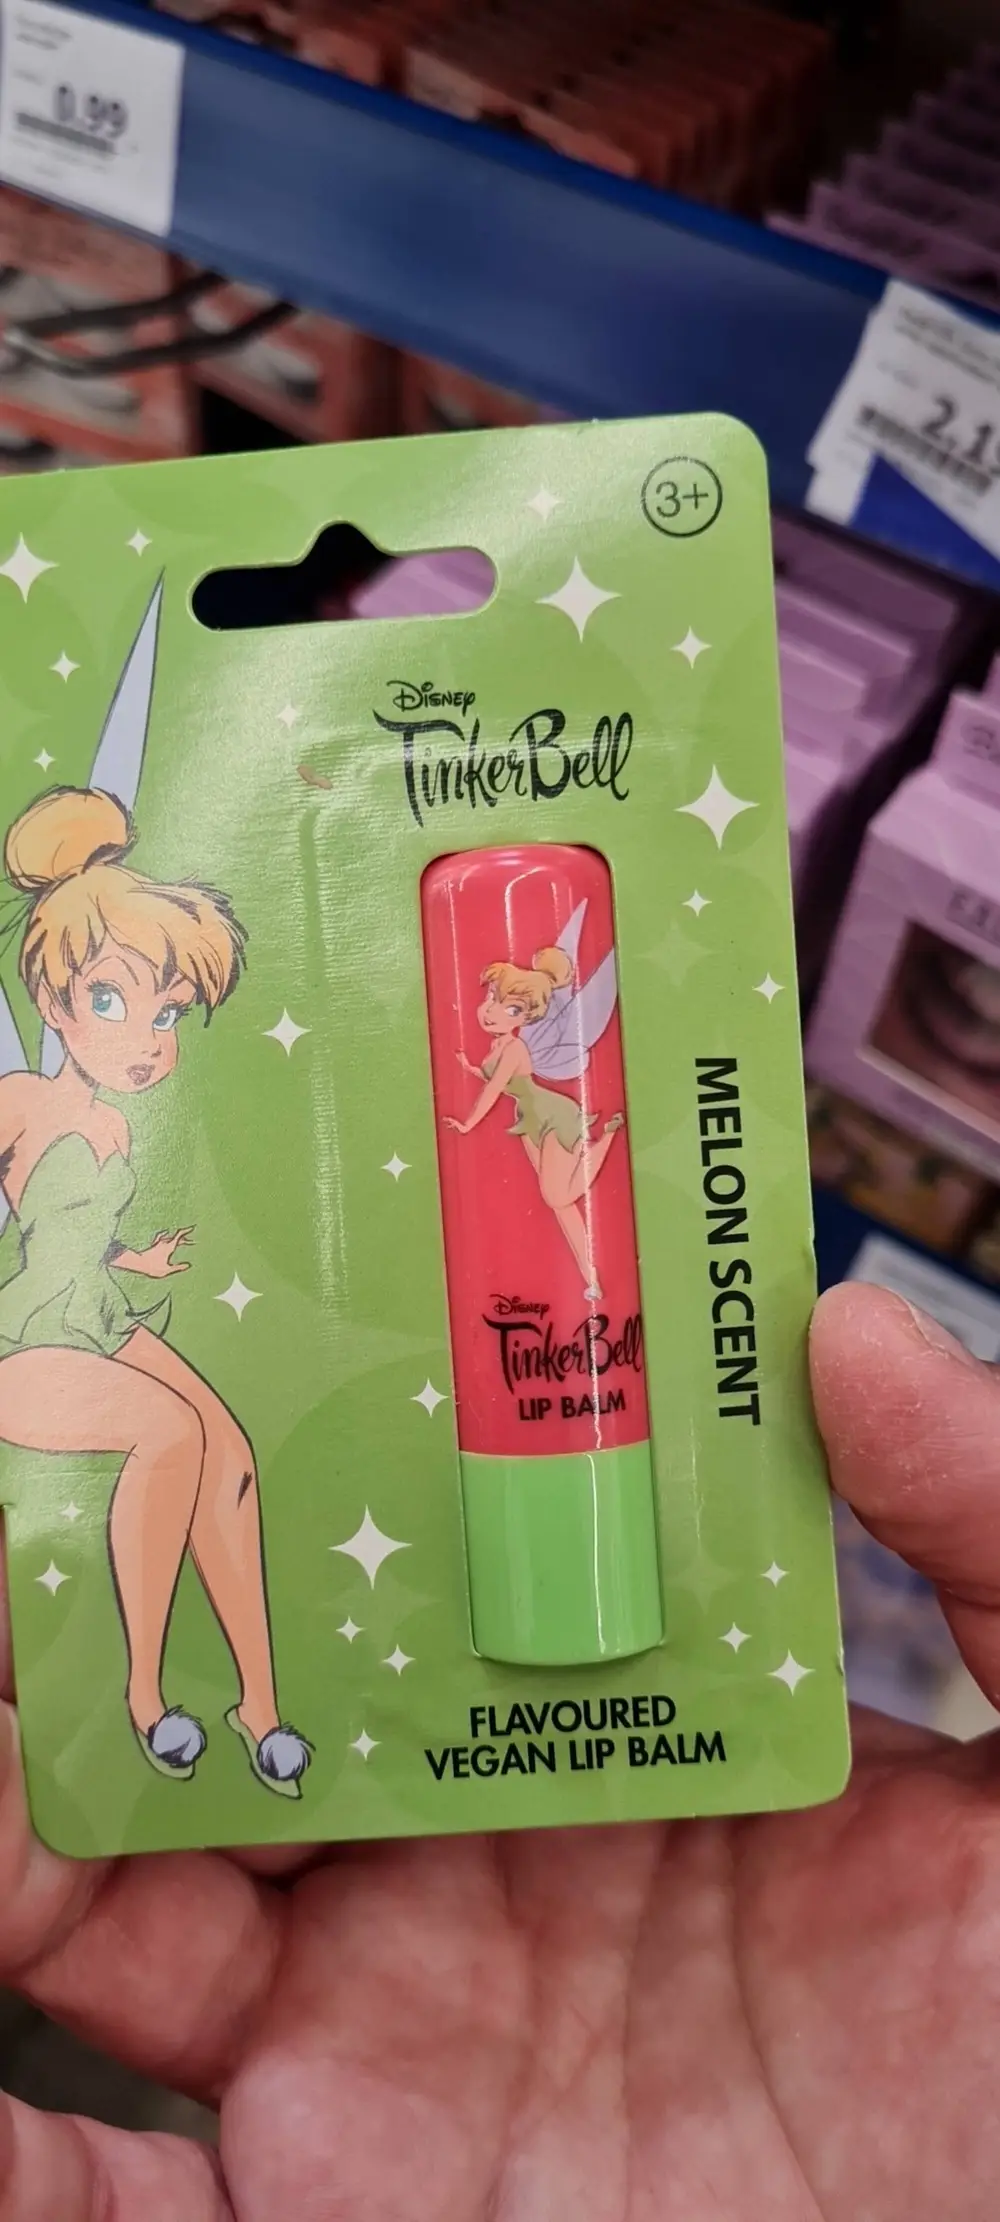 0.99
3+
Disney
TinkerBell
MELON SCENT
Disney
TinkerBell
LIP BALM
FLAVOURED
VEGAN LIP BALM